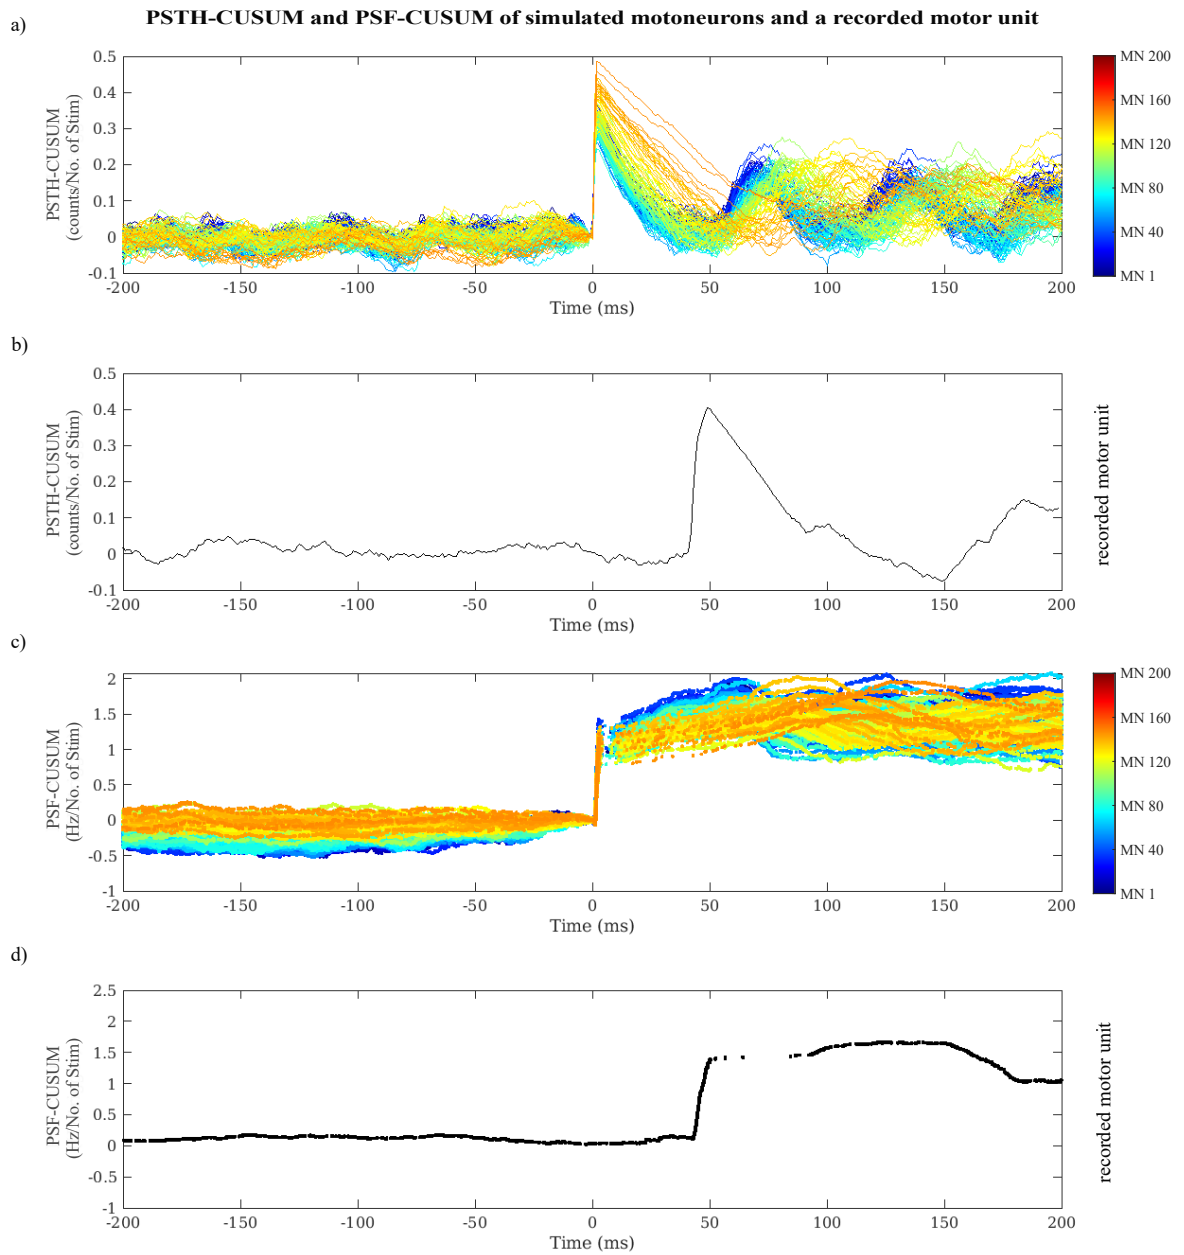 PSTH-CUSUM and PSF-CUSUM of simulated motoneurons and a recorded motor unit
a)
PSTH-CUSUM
(counts/No. of Stim)
0.5
0.4
0.3
0.2
0.1
0
-0.1
-200 -150 -100 -50 0 50 100 150 200
Time (ms)
MN 200
MN 160
MN 120
MN 80
MN 40
MN 1
b)
PSTH-CUSUM
(counts/No. of Stim)
0.5
0.4
0.3
0.2
0.1
0
-0.1
-200 -150 -100 -50 0 50 100 150 200
Time (ms)
recorded motor unit
c)
PSF-CUSUM
(Hz/No. of Stim)
2
1.5
1
0.5
0
-0.5
-1
-200 -150 -100 -50 0 50 100 150 200
Time (ms)
MN 200
MN 160
MN 120
MN 80
MN 40
MN 1
d)
PSF-CUSUM
(Hz/No. of Stim)
2.5
2
1.5
1
0.5
0
-0.5
-1
-200 -150 -100 -50 0 50 100 150 200
Time (ms)
recorded motor unit